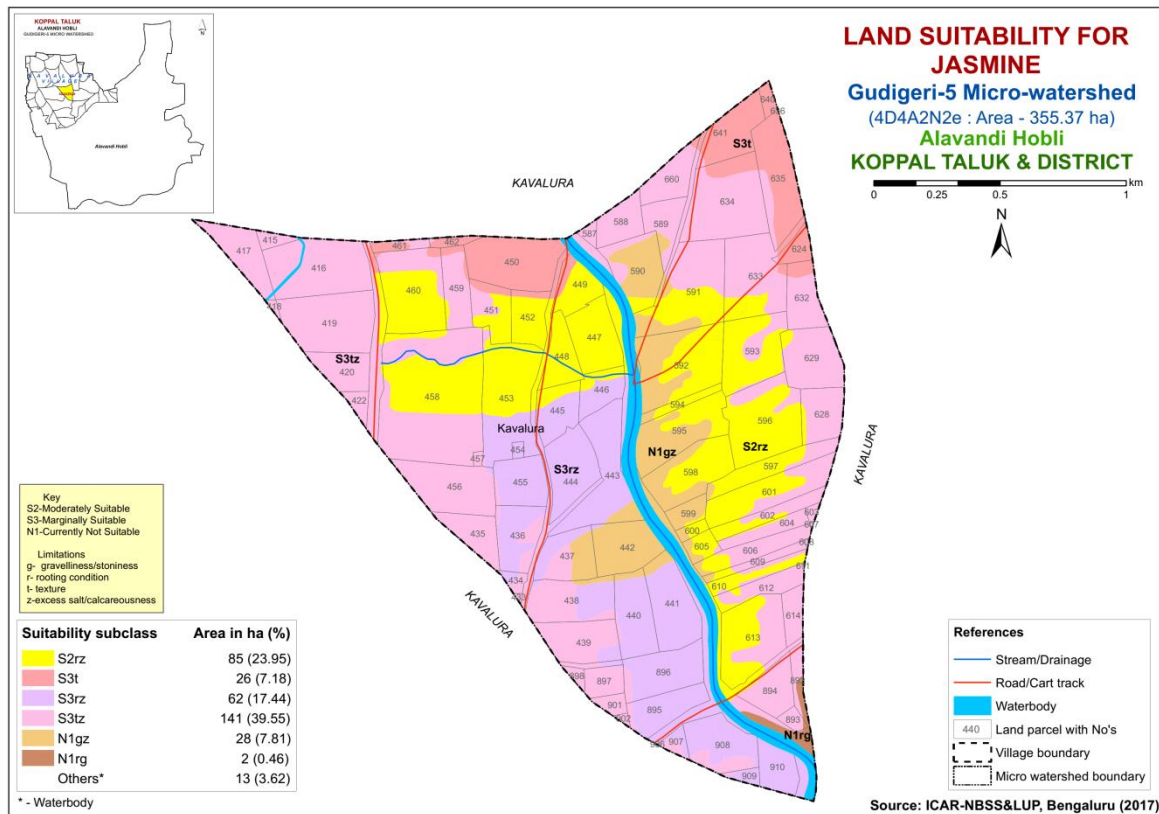 KOPPAL TALUK
ALAVANDI HOBLI
GUDIGERI-5 MICRO-WATERSHED
N
KAVALURA
VILLAGE
Alavandi Hobli
LAND SUITABILITY FOR
JASMINE
Gudigeri-5 Micro-watershed
(4D4A2N2e : Area - 355.37 ha)
Alavandi Hobli
KOPPAL TALUK & DISTRICT
km
0 0.25 0.5 1
N
KAVALURA
640
641
S3t
635
660
634
588
589
587
624
415
417
416
461
462
450
590
633
460
459
449
591
632
418
451
452
447
419
593
S3tz
420
448
592
629
458
453
446
422
445
594
628
596
Kavalura
595
454
N1gz
S2rz
457
S3rz
597
455
444
443
598
456
601
599
602
604
607
435
436
442
600
605
606
608
437
609
611
434
610
612
438
441
440
614
439
613
KAVALURA
KAVALURA
898
897
896
894
901
895
893
902
N1rg
907
908
910
909
Key
S2-Moderately Suitable
S3-Marginally Suitable
N1-Currently Not Suitable
Limitations
g- gravelliness/stoniness
r- rooting condition
t- texture
z-excess salt/calcareousness
Suitability subclass Area in ha (%)
S2rz 85 (23.95)
S3t 26 (7.18)
S3rz 62 (17.44)
S3tz 141 (39.55)
N1gz 28 (7.81)
N1rg 2 (0.46)
Others* 13 (3.62)
* - Waterbody
References
Stream/Drainage
Road/Cart track
Waterbody
440 Land parcel with No's
Village boundary
Micro watershed boundary
Source: ICAR-NBSS&LUP, Bengaluru (2017)